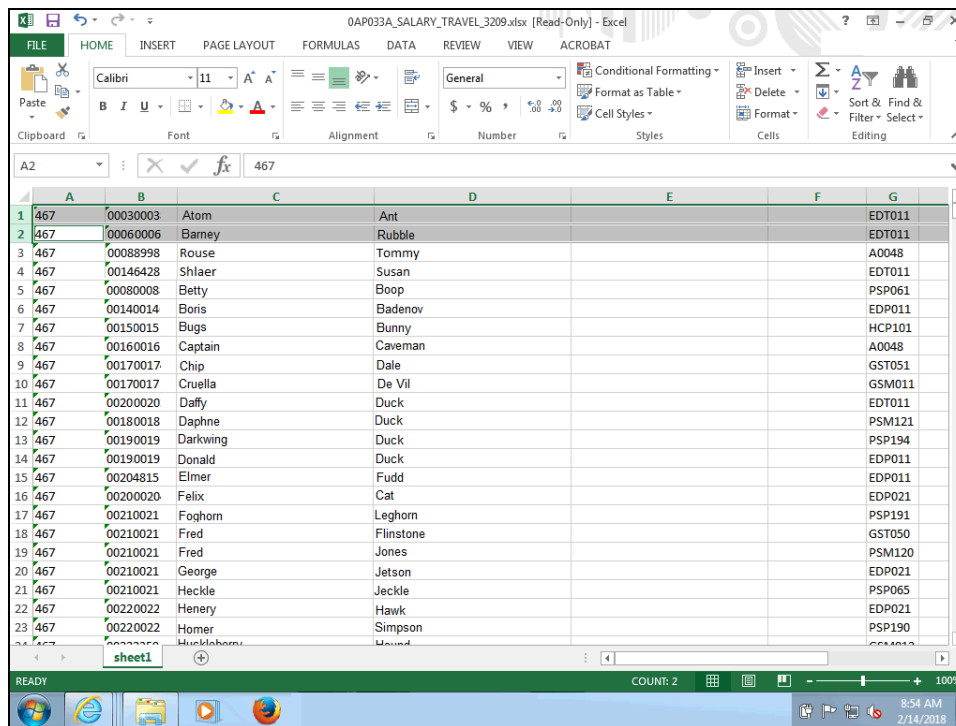 0AP033A_SALARY_TRAVEL_3209.xlsx [Read-Only] - Excel ?
FILE HOME INSERT PAGE LAYOUT FORMULAS DATA REVIEW VIEW ACROBAT
Calibri 11 A A General Conditional Formatting Insert Σ A Z
Paste Format as Table Delete Sort & Find &
B I U A $ % , .0 .00 Cell Styles Format Filter Select
Clipboard Font Alignment Number Styles Cells Editing
A2 fx 467
A B C D E F G
1 467 00030003 Atom Ant EDT011
2 467 00060006 Barney Rubble EDT011
3 467 00088998 Rouse Tommy A0048
4 467 00146428 Shlaer Susan EDT011
5 467 00080008 Betty Boop PSP061
6 467 00140014 Boris Badenov EDP011
7 467 00150015 Bugs Bunny HCP101
8 467 00160016 Captain Caveman A0048
9 467 00170017 Chip Dale GST051
10 467 00170017 Cruella De Vil GSM011
11 467 00200020 Daffy Duck EDT011
12 467 00180018 Daphne Duck PSM121
13 467 00190019 Darkwing Duck PSP194
14 467 00190019 Donald Duck EDP011
15 467 00204815 Elmer Fudd EDP011
16 467 00200020 Felix Cat EDP021
17 467 00210021 Foghorn Leghorn PSP191
18 467 00210021 Fred Flinstone GST050
19 467 00210021 Fred Jones PSM120
20 467 00210021 George Jetson EDP021
21 467 00210021 Heckle Jeckle PSP065
22 467 00220022 Henery Hawk EDP021
23 467 00220022 Homer Simpson PSP190
Huckleberry Hound
sheet1
READY COUNT: 2 100%
8:54 AM
2/14/2018